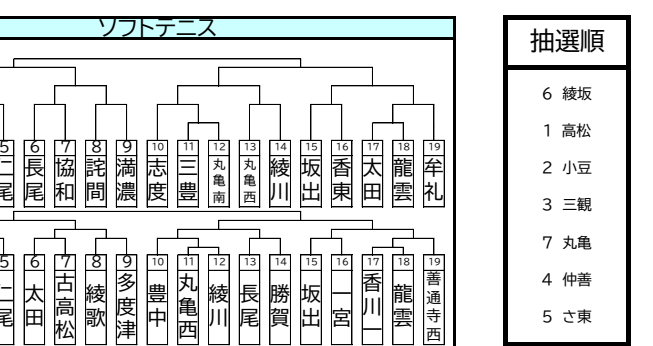 ソフトテニス
5 6 7 8 9 10 11 12 13 14 15 16 17 18 19
仁尾 長尾 協和 詫間 満濃 志度 三豊 丸亀南 丸亀西 綾川 坂出 香東 太田 龍雲 牟礼
5 6 7 8 9 10 11 12 13 14 15 16 17 18 19
仁尾 太田 古高松 綾歌 多度津 豊中 丸亀西 綾川 長尾 勝賀 坂出 一宮 香川一 龍雲 善通寺西
抽選順
6 綾坂
1 高松
2 小豆
3 三観
7 丸亀
4 仲善
5 さ東